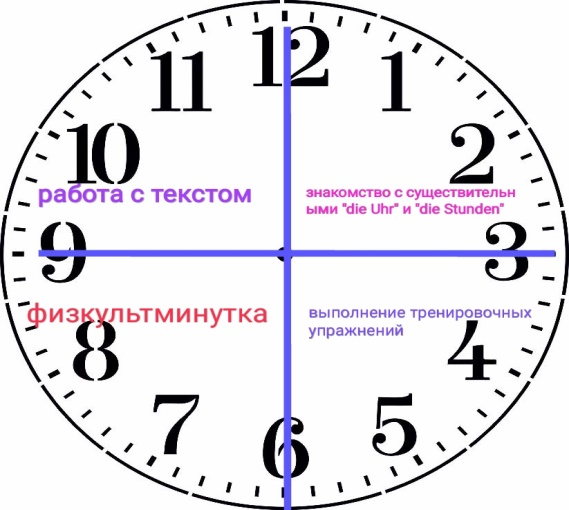 12
11
1
10
2
работа с текстом
знакомство с существительн
ыми "die Uhr" и "die Stunden"
9
3
физкультминутка
выполнение тренировочных
упражнений
8
4
7
5
6